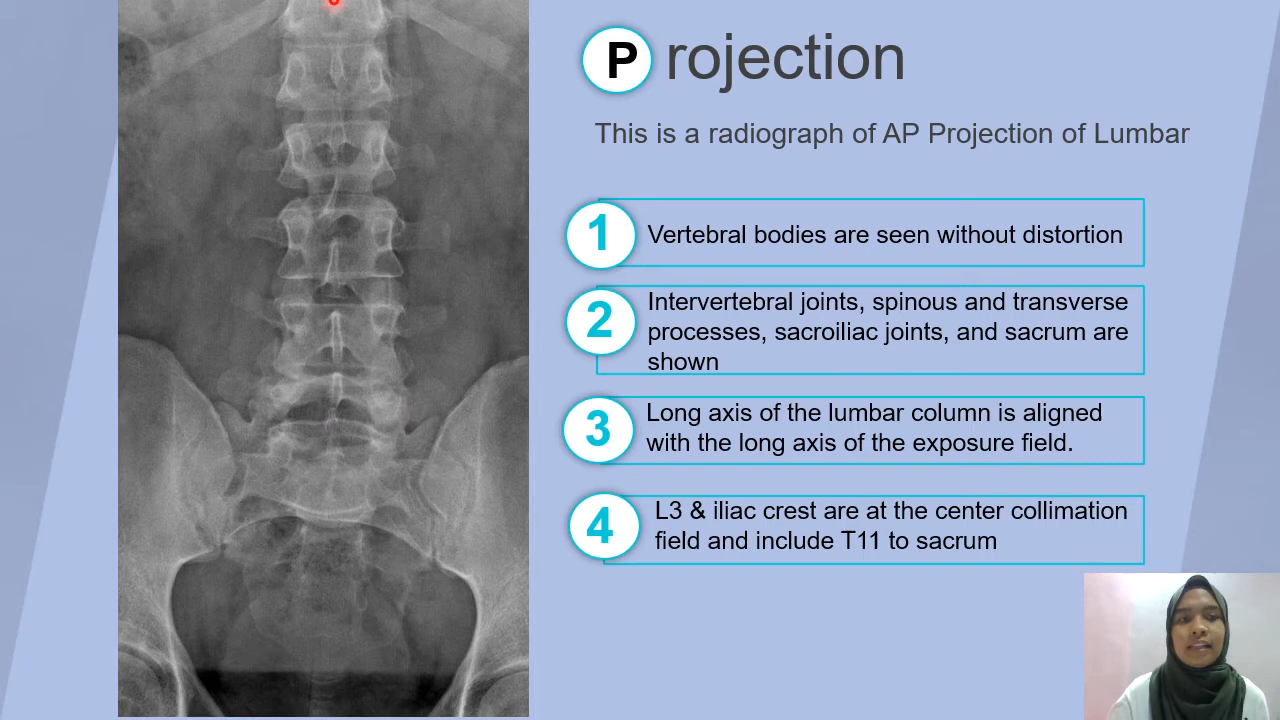 Projection
This is a radiograph of AP Projection of Lumbar
1
Vertebral bodies are seen without distortion
2
Intervertebral joints, spinous and transverse
processes, sacroiliac joints, and sacrum are
shown
3
Long axis of the lumbar column is aligned
with the long axis of the exposure field.
4
L3 & iliac crest are at the center collimation
field and include T11 to sacrum